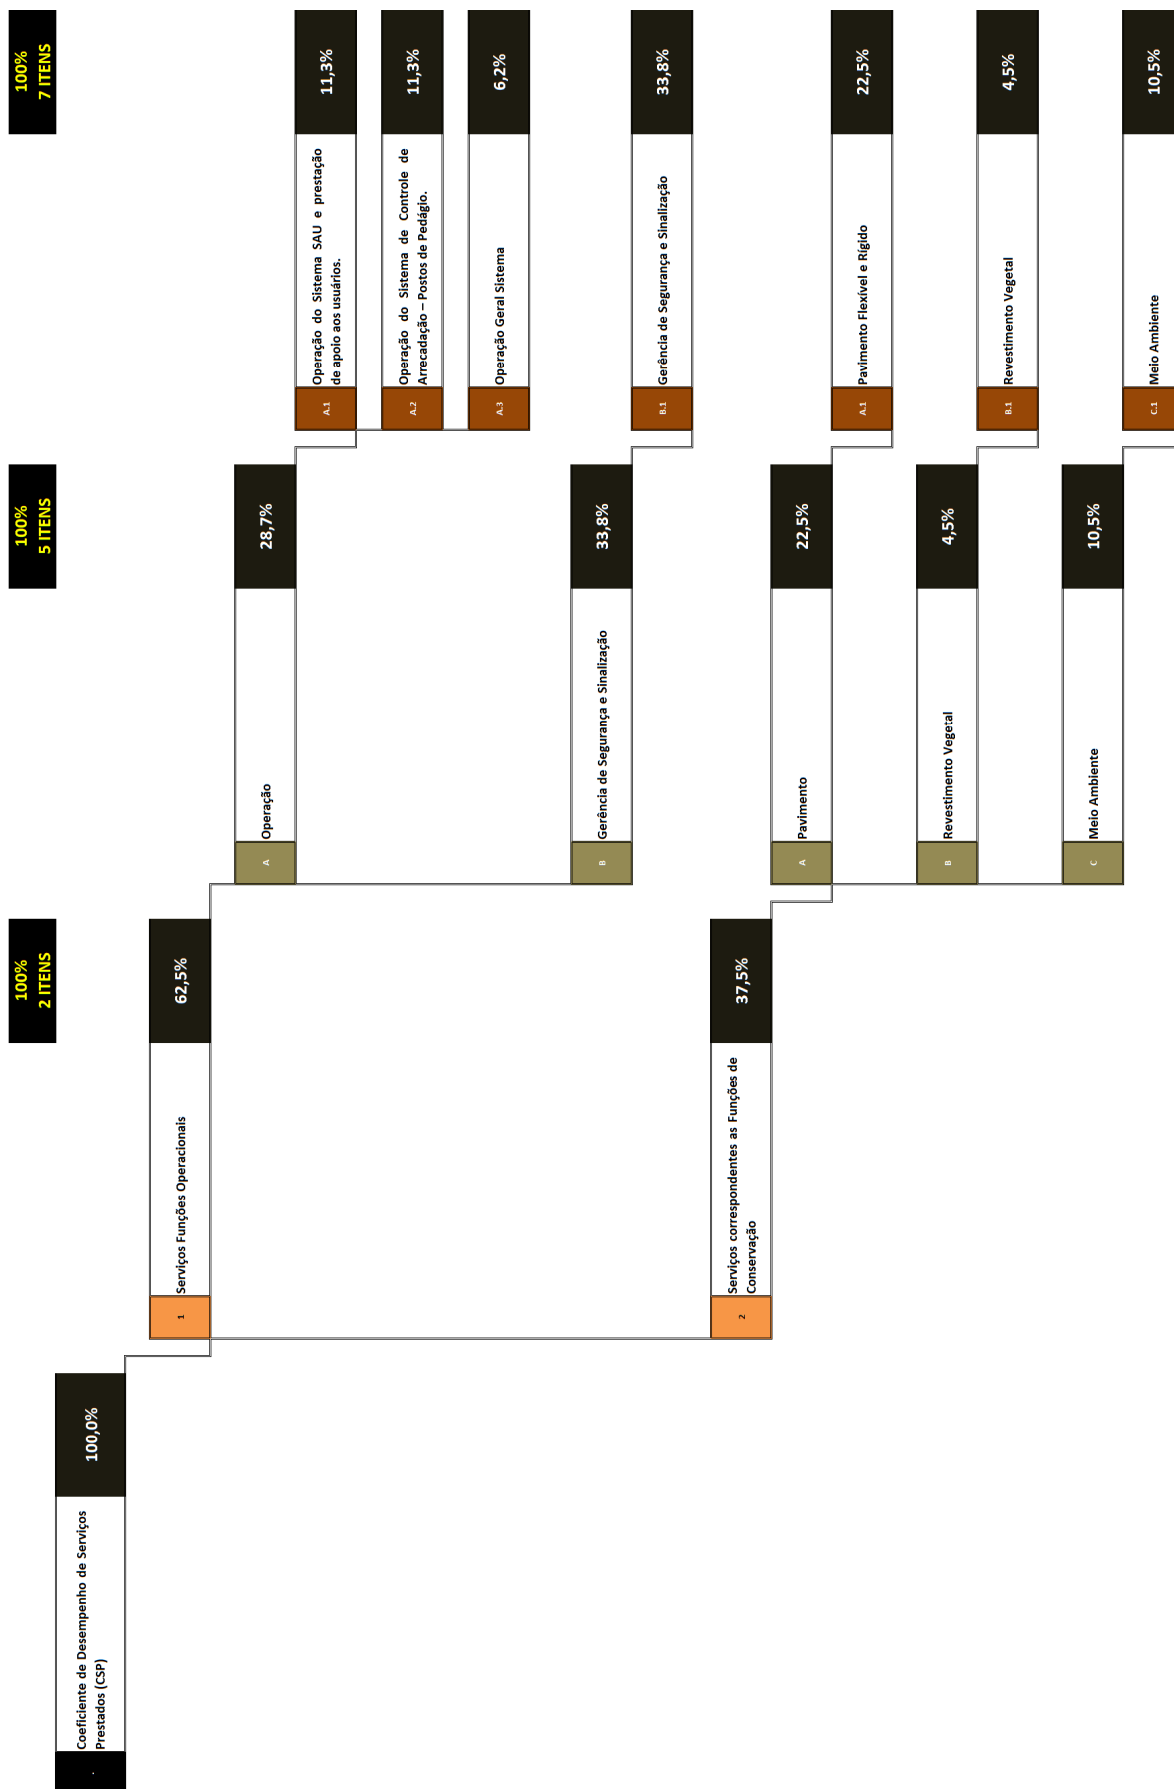 100%
2 ITENS
100%
5 ITENS
100%
7 ITENS
.
Coeficiente de Desempenho de Serviços
Prestados (CSP)
100,0%
1
Serviços Funções Operacionais
62,5%
A
Operação
28,7%
A.1
Operação do Sistema SAU e prestação
de apoio aos usuários.
11,3%
A.2
Operação do Sistema de Controle de
Arrecadação – Postos de Pedágio.
11,3%
A.3
Operação Geral Sistema
6,2%
B
Gerência de Segurança e Sinalização
33,8%
B.1
Gerência de Segurança e Sinalização
33,8%
2
Serviços correspondentes as Funções de
Conservação
37,5%
A
Pavimento
22,5%
A.1
Pavimento Flexível e Rígido
22,5%
B
Revestimento Vegetal
4,5%
B.1
Revestimento Vegetal
4,5%
C
Meio Ambiente
10,5%
C.1
Meio Ambiente
10,5%